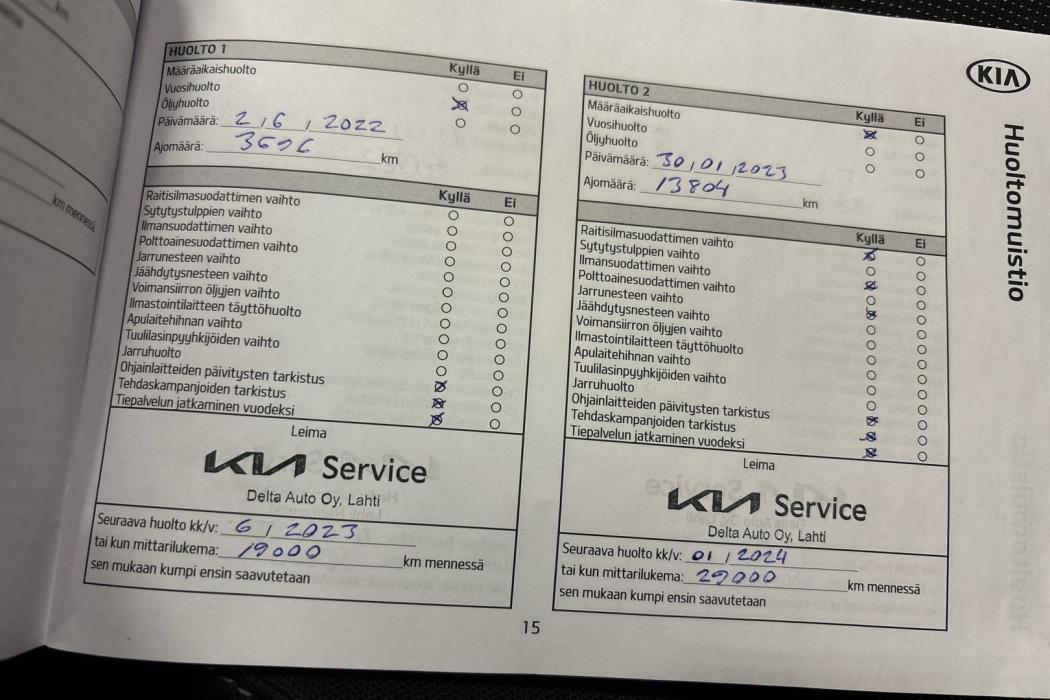 HUOLTO 1
Kyllä Ei
Määräaikaishuolto
Vuosihuolto
Öljyhuolto
Päivämäärä: 2 / 6 / 2022
Ajomäärä: km
Kyllä Ei
Raitisilmasuodattimen vaihto
Sytytystulppien vaihto
Ilmansuodattimen vaihto
Polttoainesuodattimen vaihto
Jarrunesteen vaihto
Jäähdytysnesteen vaihto
Voimansiirron öljyjen vaihto
Ilmastointilaitteen täyttöhuolto
Apulaitehihnan vaihto
Tuulilasinpyyhkijöiden vaihto
Jarruhuolto
Ohjainlaitteiden päivitysten tarkistus
Tehdaskampanjoiden tarkistus
Tiepalvelun jatkaminen vuodeksi
Leima
KIA Service
Delta Auto Oy, Lahti
Seuraava huolto kk/v: 6 / 2023
tai kun mittarilukema: 19000 km mennessä
sen mukaan kumpi ensin saavutetaan
HUOLTO 2
Kyllä Ei
Määräaikaishuolto
Vuosihuolto
Öljyhuolto
Päivämäärä: 30 / 01 / 2023
Ajomäärä: 13804 km
Kyllä Ei
Raitisilmasuodattimen vaihto
Sytytystulppien vaihto
Ilmansuodattimen vaihto
Polttoainesuodattimen vaihto
Jarrunesteen vaihto
Jäähdytysnesteen vaihto
Voimansiirron öljyjen vaihto
Ilmastointilaitteen täyttöhuolto
Apulaitehihnan vaihto
Tuulilasinpyyhkijöiden vaihto
Jarruhuolto
Ohjainlaitteiden päivitysten tarkistus
Tehdaskampanjoiden tarkistus
Tiepalvelun jatkaminen vuodeksi
Leima
KIA Service
Delta Auto Oy, Lahti
Seuraava huolto kk/v: 01 / 2024
tai kun mittarilukema: 29000 km mennessä
sen mukaan kumpi ensin saavutetaan
KIA
Huoltomuistio
15
km
km mennessä